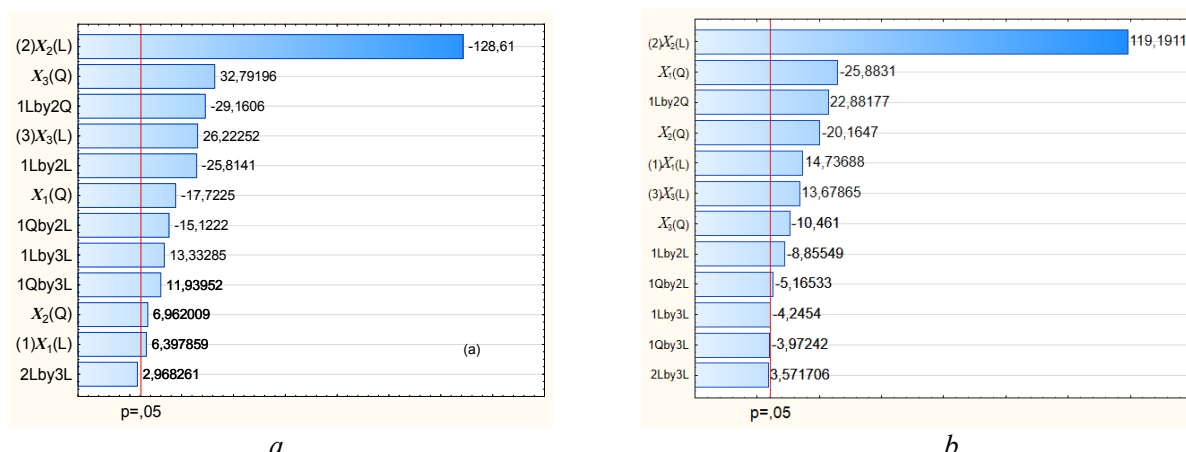 (2)X₂(L) -128,61
X₃(Q) 32,79196
1Lby2Q -29,1606
(3)X₃(L) 26,22252
1Lby2L -25,8141
X₁(Q) -17,7225
1Qby2L -15,1222
1Lby3L 13,33285
1Qby3L 11,93952
X₂(Q) 6,962009
(1)X₁(L) 6,397859
(a)
2Lby3L 2,968261
p=,05
a
(2)X₂(L) 119,1911
X₁(Q) -25,8831
1Lby2Q 22,88177
X₂(Q) -20,1647
(1)X₁(L) 14,73688
(3)X₃(L) 13,67865
X₃(Q) -10,461
1Lby2L -8,85549
1Qby2L -5,16533
1Lby3L -4,2454
1Qby3L -3,97242
2Lby3L 3,571706
p=,05
b